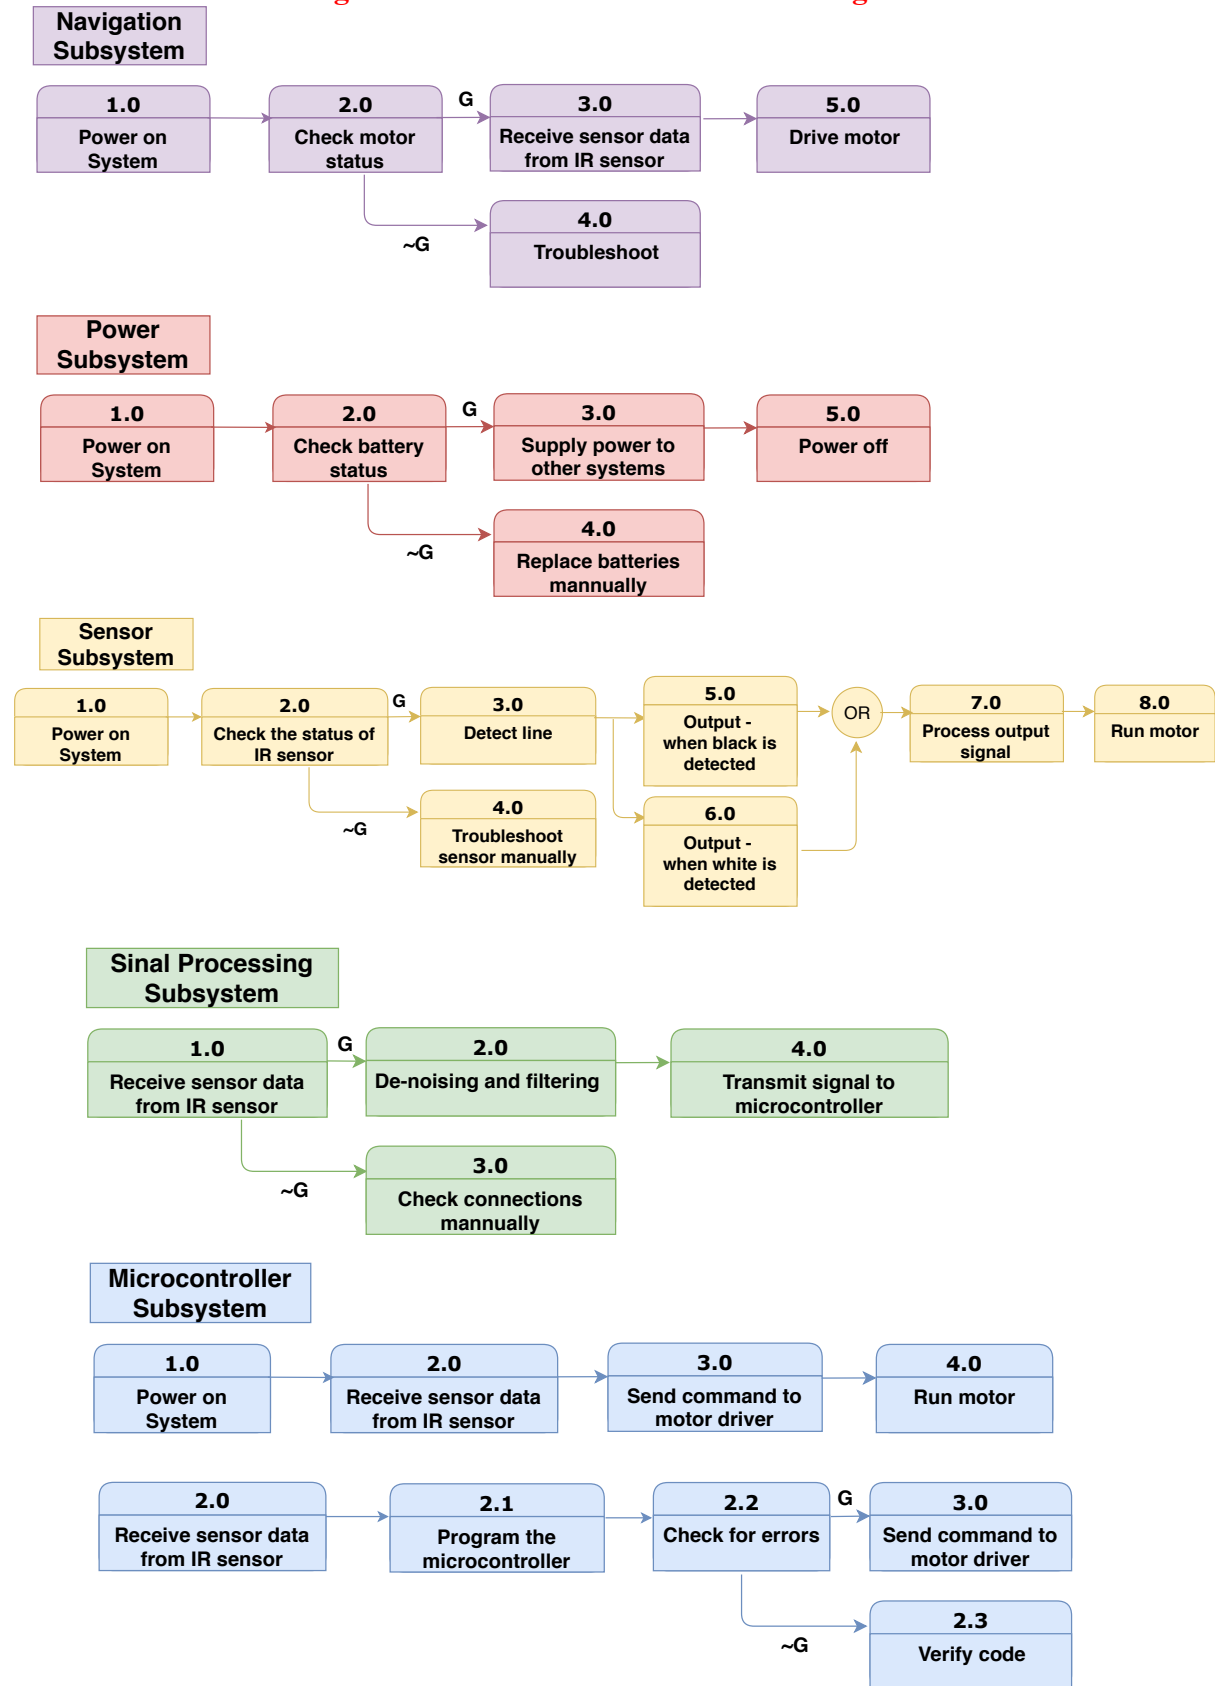 Navigation
Subsystem
1.0
Power on
System
2.0
Check motor
status
G
3.0
Receive sensor data
from IR sensor
5.0
Drive motor
~G
4.0
Troubleshoot
Power
Subsystem
1.0
Power on
System
2.0
Check battery
status
G
3.0
Supply power to
other systems
5.0
Power off
~G
4.0
Replace batteries
mannually
Sensor
Subsystem
1.0
Power on
System
2.0
Check the status of
IR sensor
G
3.0
Detect line
5.0
Output -
when black is
detected
OR
7.0
Process output
signal
8.0
Run motor
~G
4.0
Troubleshoot
sensor manually
6.0
Output -
when white is
detected
Sinal Processing
Subsystem
1.0
Receive sensor data
from IR sensor
G
2.0
De-noising and filtering
4.0
Transmit signal to
microcontroller
~G
3.0
Check connections
mannually
Microcontroller
Subsystem
1.0
Power on
System
2.0
Receive sensor data
from IR sensor
3.0
Send command to
motor driver
4.0
Run motor
2.0
Receive sensor data
from IR sensor
2.1
Program the
microcontroller
2.2
Check for errors
G
3.0
Send command to
motor driver
~G
2.3
Verify code